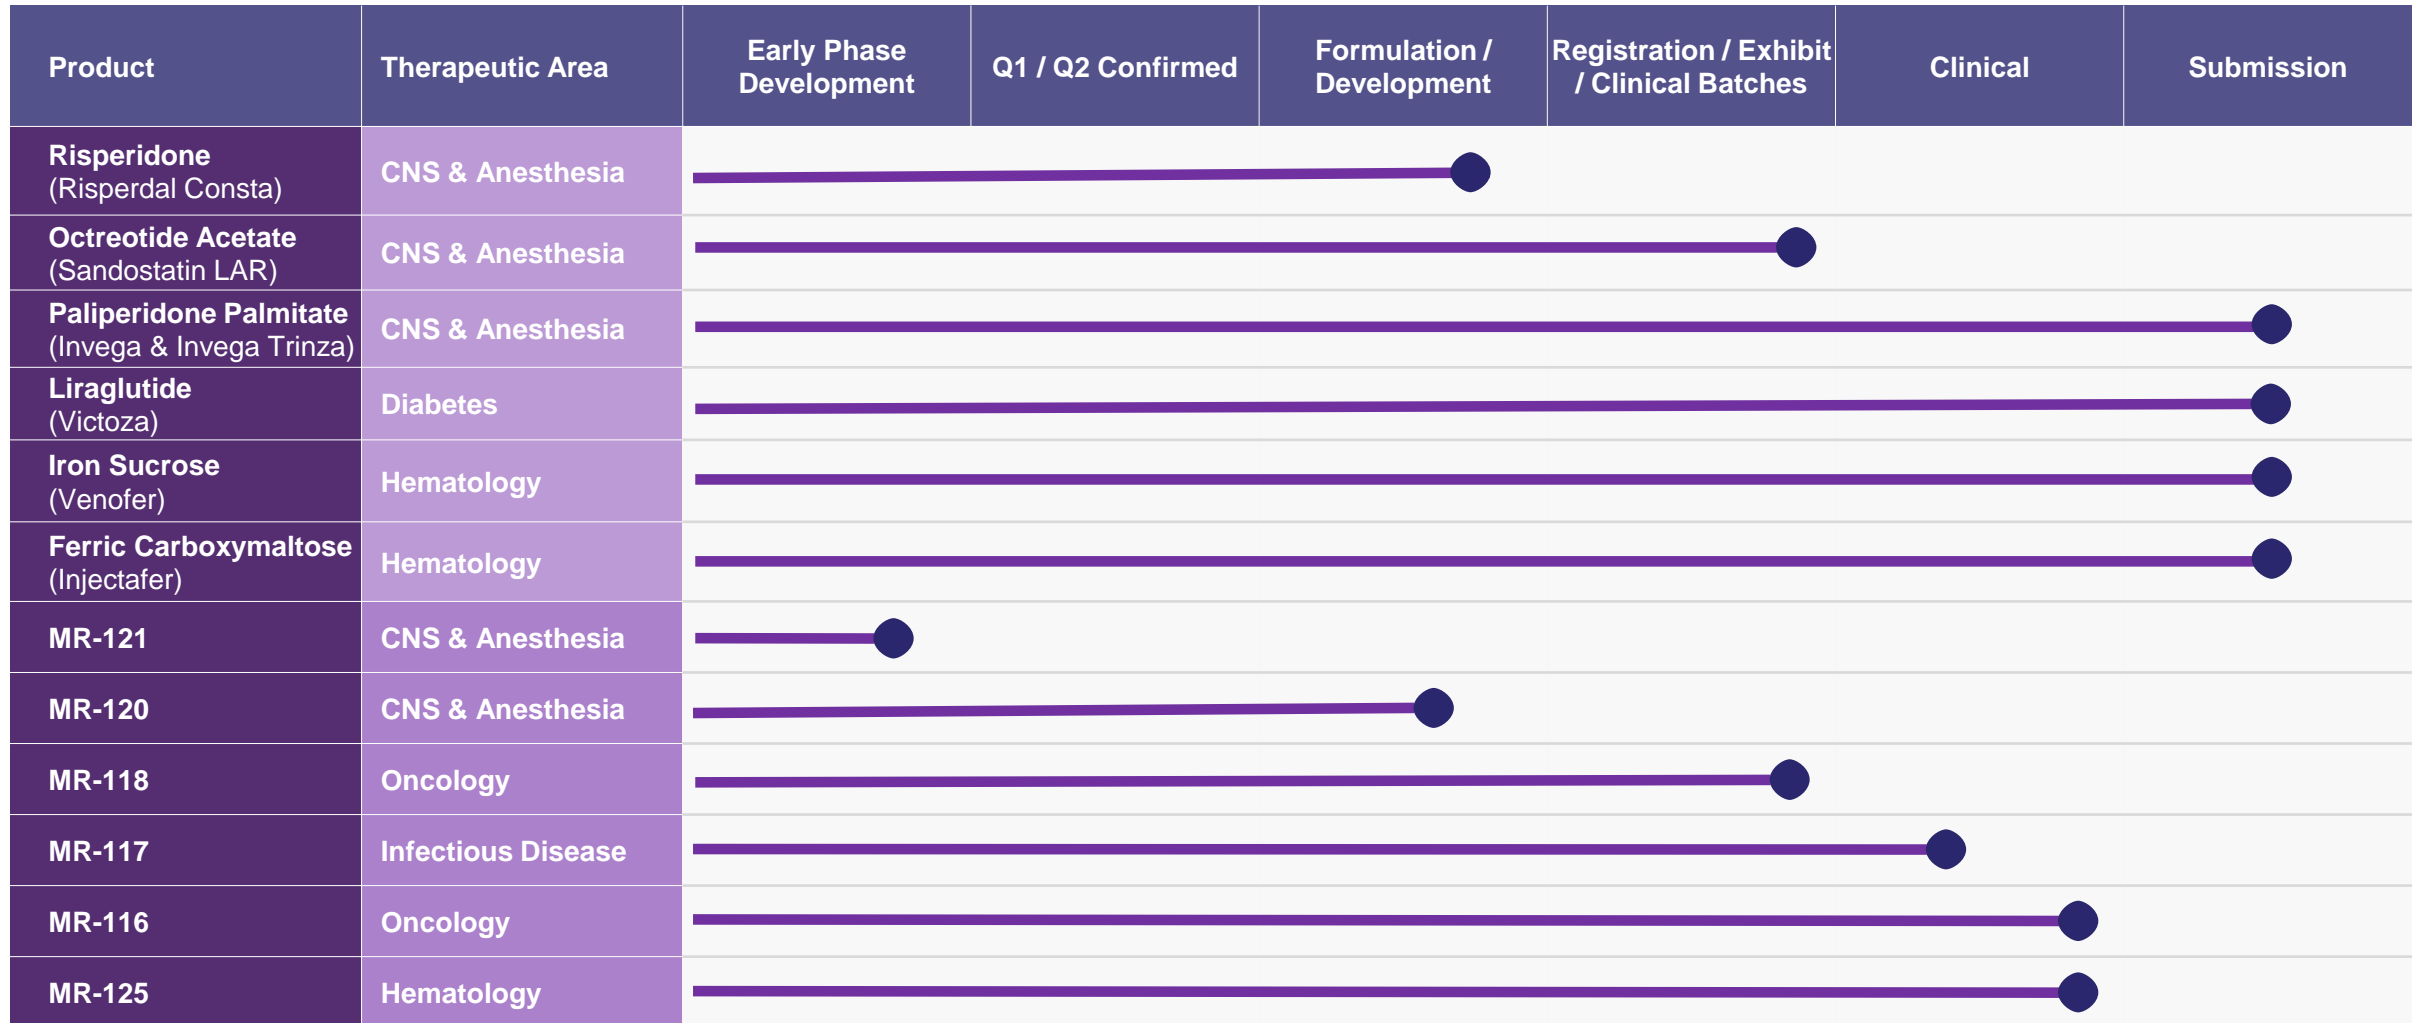 Product
Therapeutic Area
Early Phase
Development
Q1 / Q2 Confirmed
Formulation /
Development
Registration / Exhibit
/ Clinical Batches
Clinical
Submission
Risperidone
(Risperdal Consta)
CNS & Anesthesia
Octreotide Acetate
(Sandostatin LAR)
CNS & Anesthesia
Paliperidone Palmitate
(Invega & Invega Trinza)
CNS & Anesthesia
Liraglutide
(Victoza)
Diabetes
Iron Sucrose
(Venofer)
Hematology
Ferric Carboxymaltose
(Injectafer)
Hematology
MR-121
CNS & Anesthesia
MR-120
CNS & Anesthesia
MR-118
Oncology
MR-117
Infectious Disease
MR-116
Oncology
MR-125
Hematology